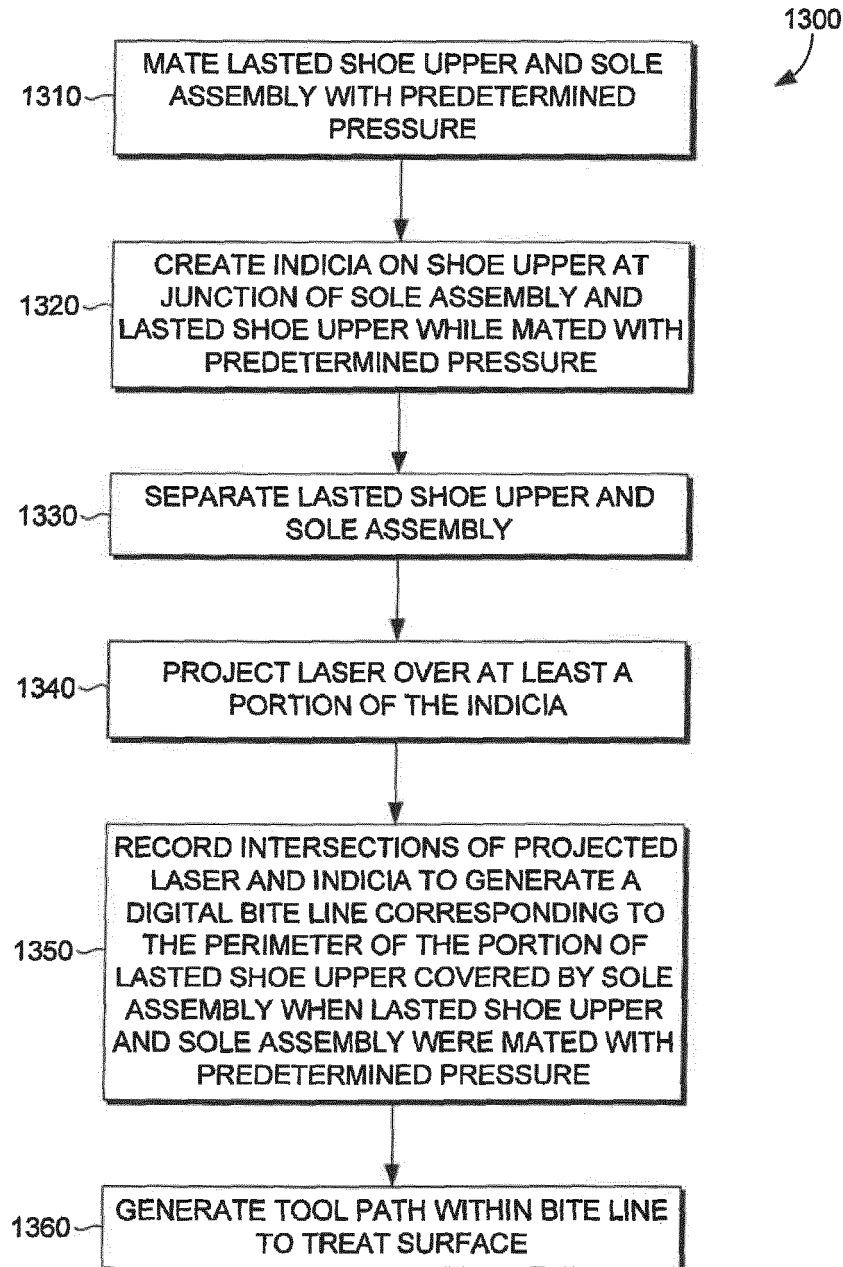 1300
1310
MATE LASTED SHOE UPPER AND SOLE
ASSEMBLY WITH PREDETERMINED
PRESSURE
1320
CREATE INDICIA ON SHOE UPPER AT
JUNCTION OF SOLE ASSEMBLY AND
LASTED SHOE UPPER WHILE MATED WITH
PREDETERMINED PRESSURE
1330
SEPARATE LASTED SHOE UPPER AND
SOLE ASSEMBLY
1340
PROJECT LASER OVER AT LEAST A
PORTION OF THE INDICIA
1350
RECORD INTERSECTIONS OF PROJECTED
LASER AND INDICIA TO GENERATE A
DIGITAL BITE LINE CORRESPONDING TO
THE PERIMETER OF THE PORTION OF
LASTED SHOE UPPER COVERED BY SOLE
ASSEMBLY WHEN LASTED SHOE UPPER
AND SOLE ASSEMBLY WERE MATED WITH
PREDETERMINED PRESSURE
1360
GENERATE TOOL PATH WITHIN BITE LINE
TO TREAT SURFACE